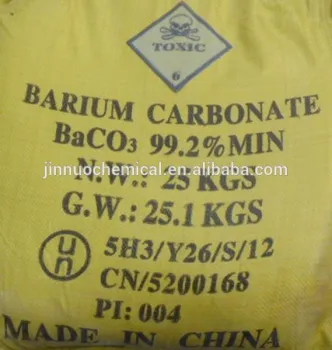 TOXIC
6
BARIUM CARBONATE
BaCO3 99.2%MIN
jinnuochemical.en.alibaba.com
N.W.: 25 KGS
G.W.: 25.1 KGS
un 5H3/Y26/S/12
CN/5200168
PI: 004
MADE IN CHINA